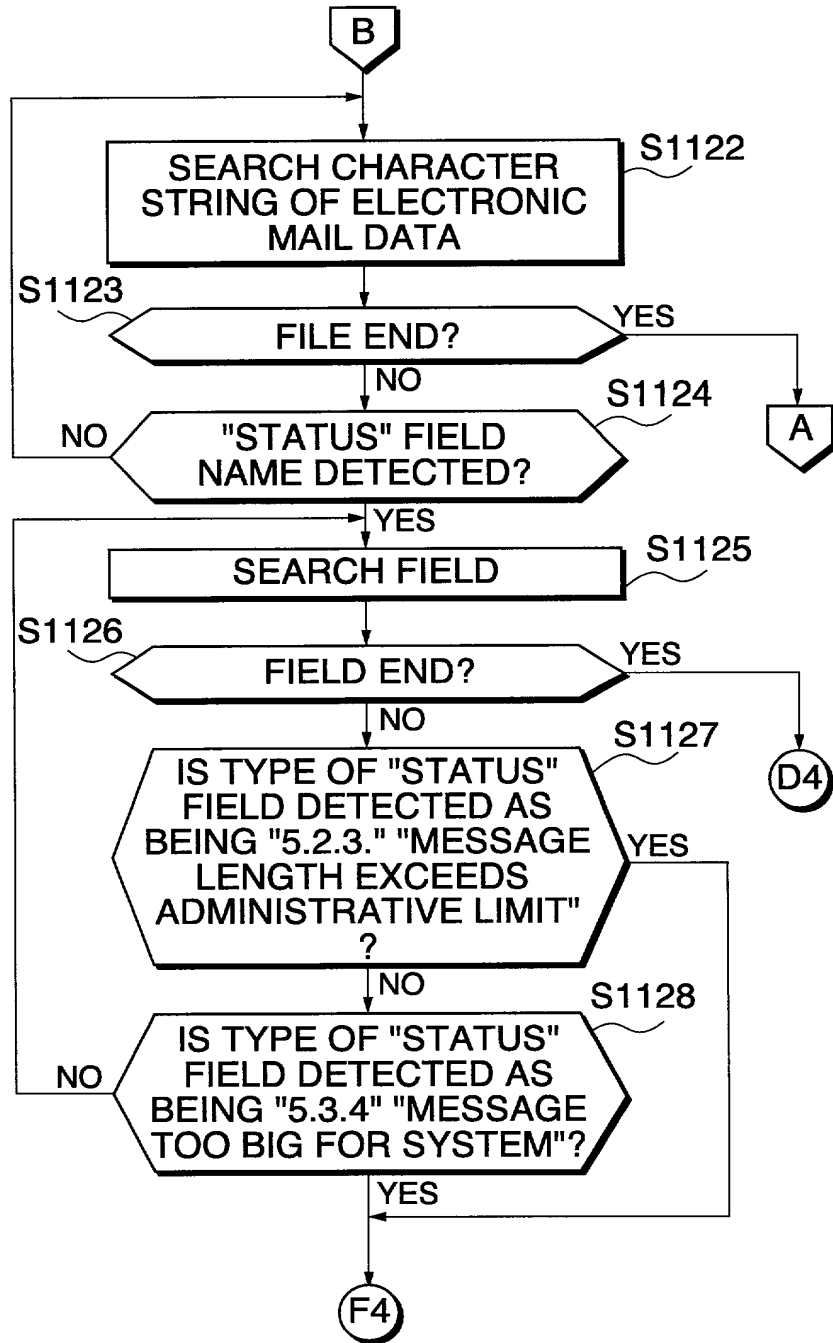 B
SEARCH CHARACTER
STRING OF ELECTRONIC
MAIL DATA
S1122
S1123
FILE END?
YES
NO
A
S1124
"STATUS" FIELD
NAME DETECTED?
NO
YES
SEARCH FIELD
S1125
S1126
FIELD END?
YES
NO
D4
S1127
IS TYPE OF "STATUS"
FIELD DETECTED AS
BEING "5.2.3." "MESSAGE
LENGTH EXCEEDS
ADMINISTRATIVE LIMIT"
?
YES
NO
S1128
IS TYPE OF "STATUS"
FIELD DETECTED AS
BEING "5.3.4" "MESSAGE
TOO BIG FOR SYSTEM"?
NO
YES
F4